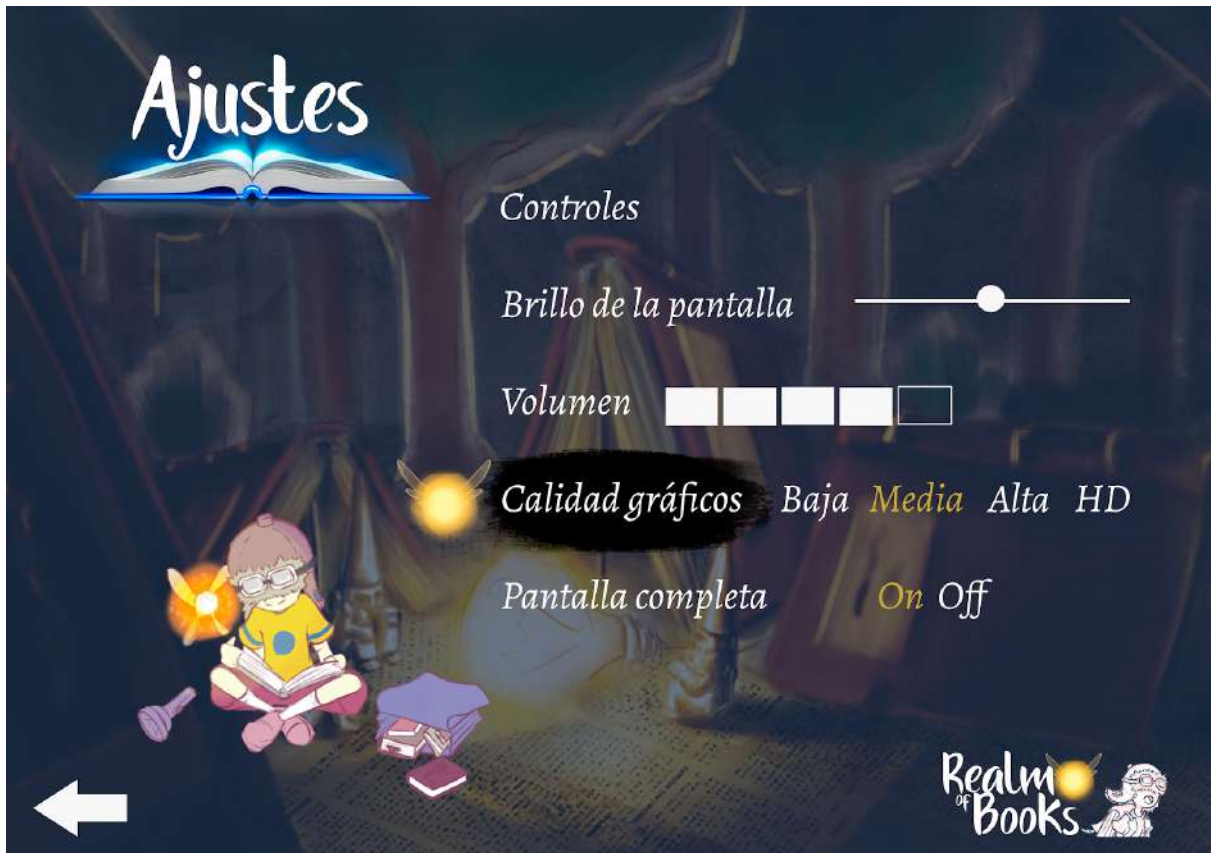 Ajustes
Controles
Brillo de la pantalla
Volumen
Calidad gráficos Baja Media Alta HD
Pantalla completa On Off
Realm
of
Books